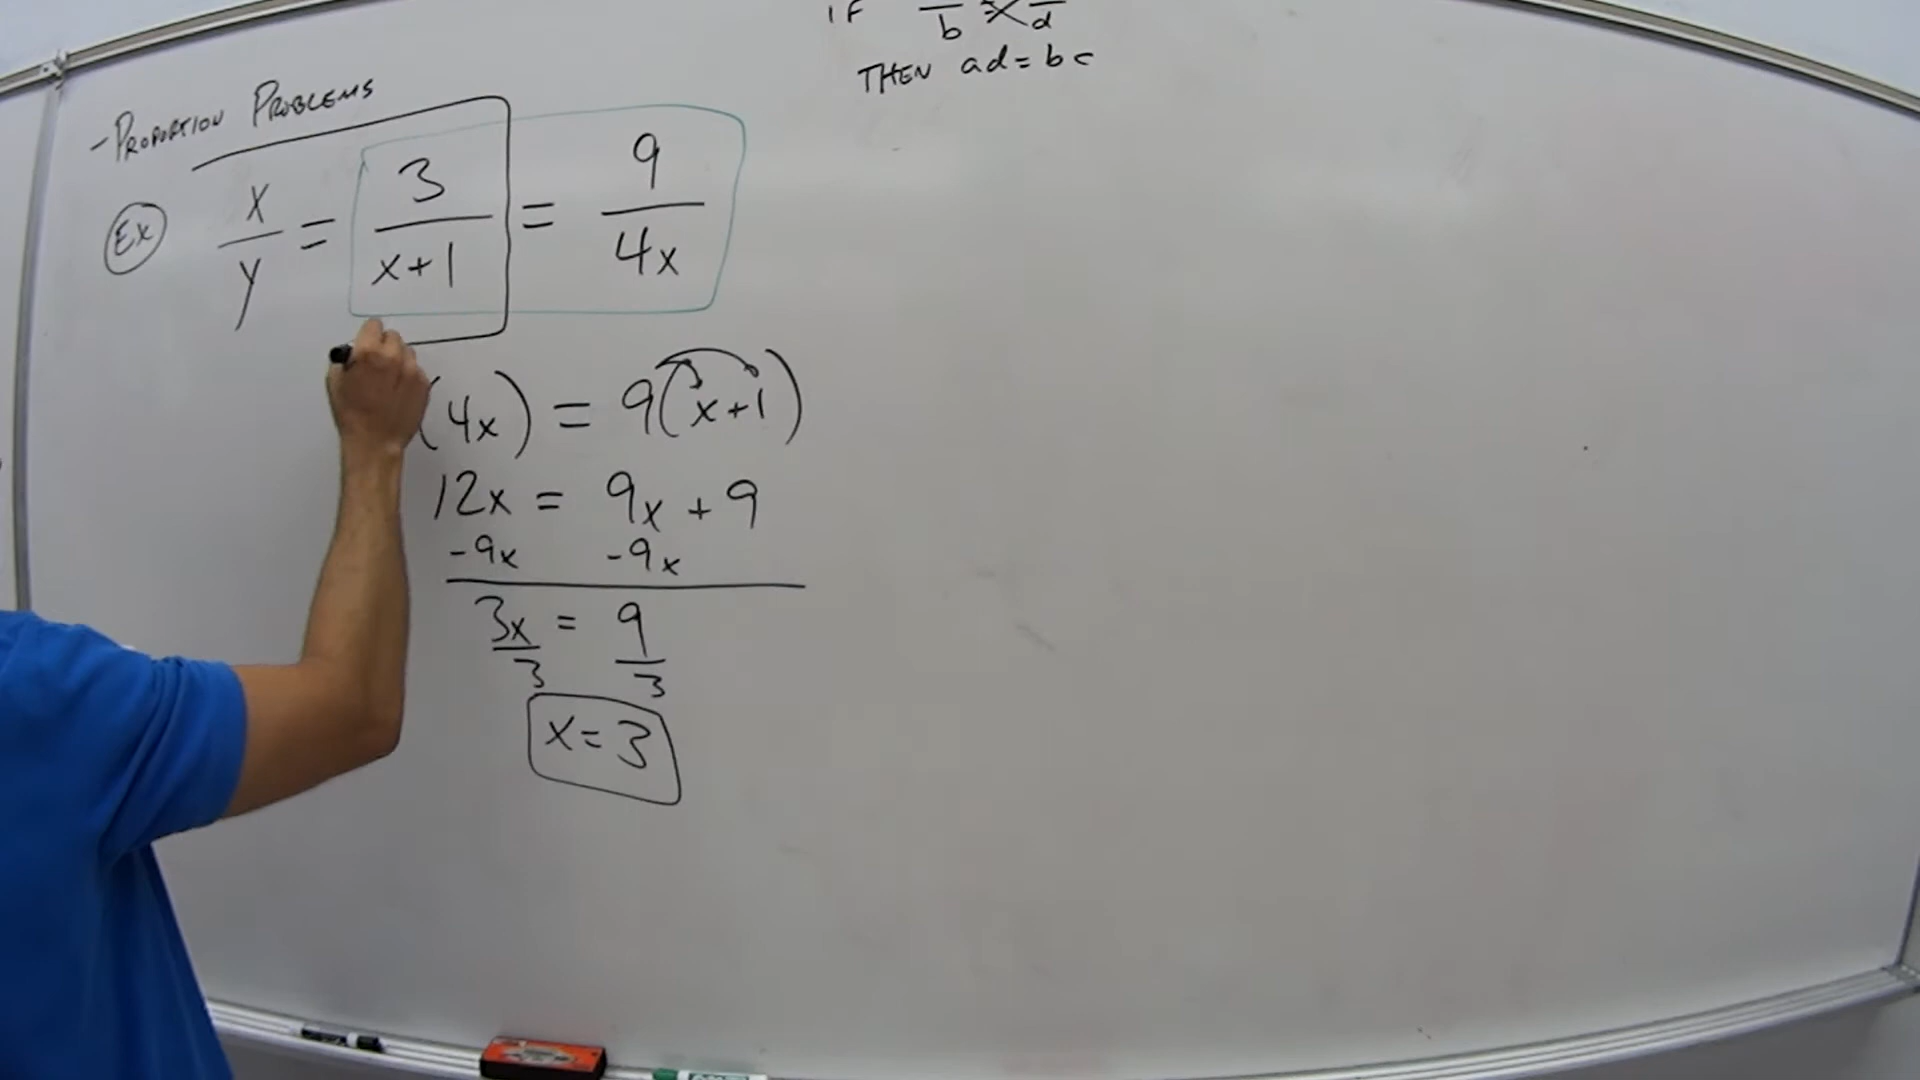 IF b d
THEN ad = bc
- PROPORTION PROBLEMS
Ex x/y = 3/(x+1) = 9/(4x)
(4x) = 9(x+1)
12x = 9x + 9
-9x -9x
3x/3 = 9/3
x = 3